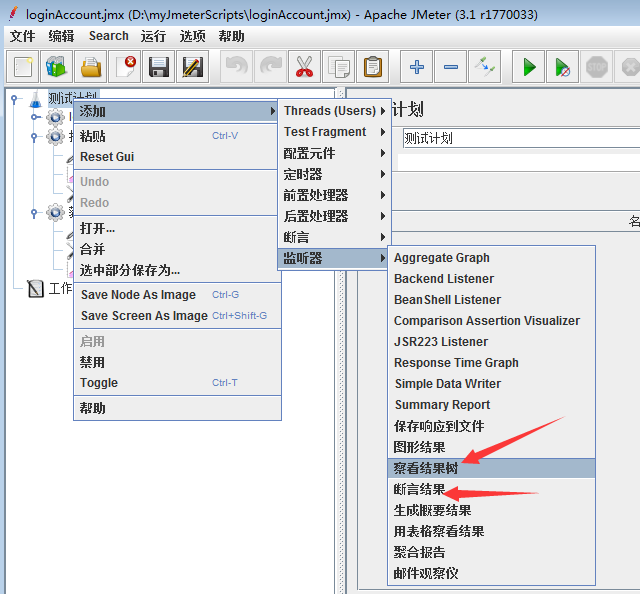 loginAccount.jmx (D:\myJmeterScripts\loginAccount.jmx) - Apache JMeter (3.1 r1770033)
文件 编辑 Search 运行 选项 帮助
STOP
测试计划
添加
粘贴 Ctrl-V
Reset Gui
Undo
Redo
打开...
合并
选中部分保存为...
Save Node As Image Ctrl-G
Save Screen As Image Ctrl+Shift-G
启用
禁用
Toggle Ctrl-T
帮助
工作
Threads (Users)
Test Fragment
配置元件
定时器
前置处理器
后置处理器
断言
监听器
计划
测试计划
名
Aggregate Graph
Backend Listener
BeanShell Listener
Comparison Assertion Visualizer
JSR223 Listener
Response Time Graph
Simple Data Writer
Summary Report
保存响应到文件
图形结果
察看结果树
断言结果
生成概要结果
用表格察看结果
聚合报告
邮件观察仪